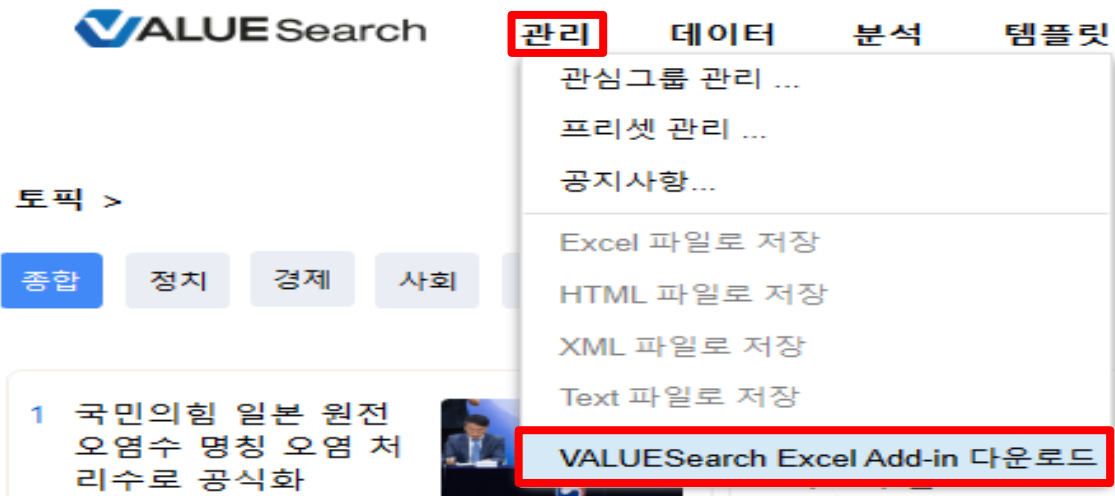 VALUESearch 관리 데이터 분석 템플릿
관심그룹 관리 ...
프리셋 관리 ...
공지사항...
Excel 파일로 저장
HTML 파일로 저장
XML 파일로 저장
Text 파일로 저장
VALUESearch Excel Add-in 다운로드
토픽 >
종합 정치 경제 사회
1 국민의힘 일본 원전
오염수 명칭 오염 처
리수로 공식화